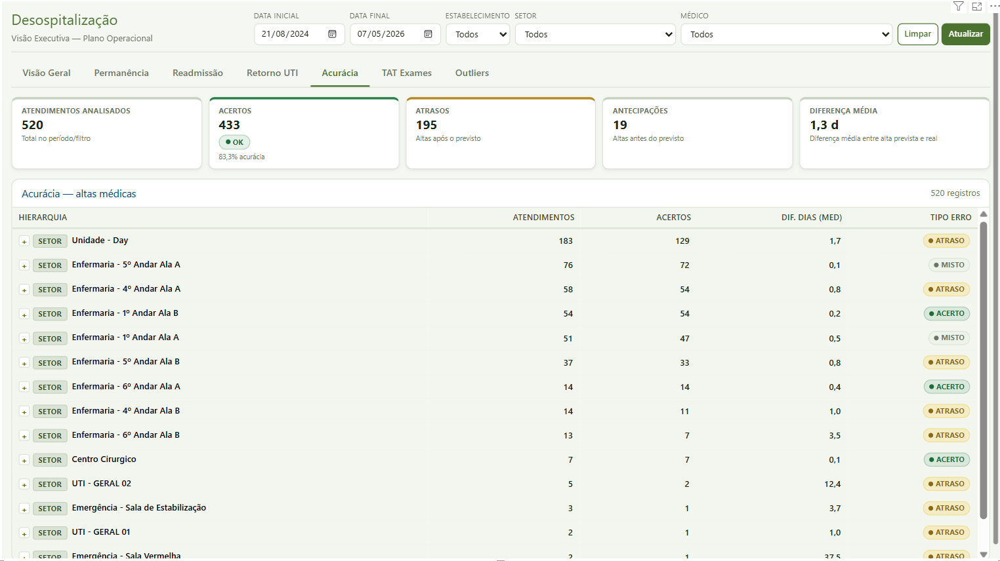 Desospitalização
Visão Executiva — Plano Operacional
DATA INICIAL
21/08/2024
DATA FINAL
07/05/2026
ESTABELECIMENTO
Todos
SETOR
Todos
MÉDICO
Todos
Limpar
Atualizar
Visão Geral Permanência Readmissão Retorno UTI Acurácia TAT Exames Outliers
ATENDIMENTOS ANALISADOS
520
Total no período/filtro
ACERTOS
433
OK
83,3% acurácia
ATRASOS
195
Altas após o previsto
ANTECIPAÇÕES
19
Altas antes do previsto
DIFERENÇA MÉDIA
1,3 d
Diferença média entre alta prevista e real
Acurácia — altas médicas 520 registros
HIERARQUIA ATENDIMENTOS ACERTOS DIF. DIAS (MED) TIPO ERRO
+ SETOR Unidade - Day 183 129 1,7 ATRASO
+ SETOR Enfermaria - 5º Andar Ala A 76 72 0,1 MISTO
+ SETOR Enfermaria - 4º Andar Ala A 58 54 0,8 ATRASO
+ SETOR Enfermaria - 1º Andar Ala B 54 54 0,2 ACERTO
+ SETOR Enfermaria - 1º Andar Ala A 51 47 0,5 MISTO
+ SETOR Enfermaria - 5º Andar Ala B 37 33 0,8 ATRASO
+ SETOR Enfermaria - 6º Andar Ala A 14 14 0,4 ACERTO
+ SETOR Enfermaria - 4º Andar Ala B 14 11 1,0 ATRASO
+ SETOR Enfermaria - 6º Andar Ala B 13 7 3,5 ATRASO
+ SETOR Centro Cirurgico 7 7 0,1 ACERTO
+ SETOR UTI - GERAL 02 5 2 12,4 ATRASO
+ SETOR Emergência - Sala de Estabilização 3 1 3,7 ATRASO
+ SETOR UTI - GERAL 01 2 1 1,0 ATRASO
+ SETOR Emergência - Sala Vermelha 2 1 37,5 ATRASO